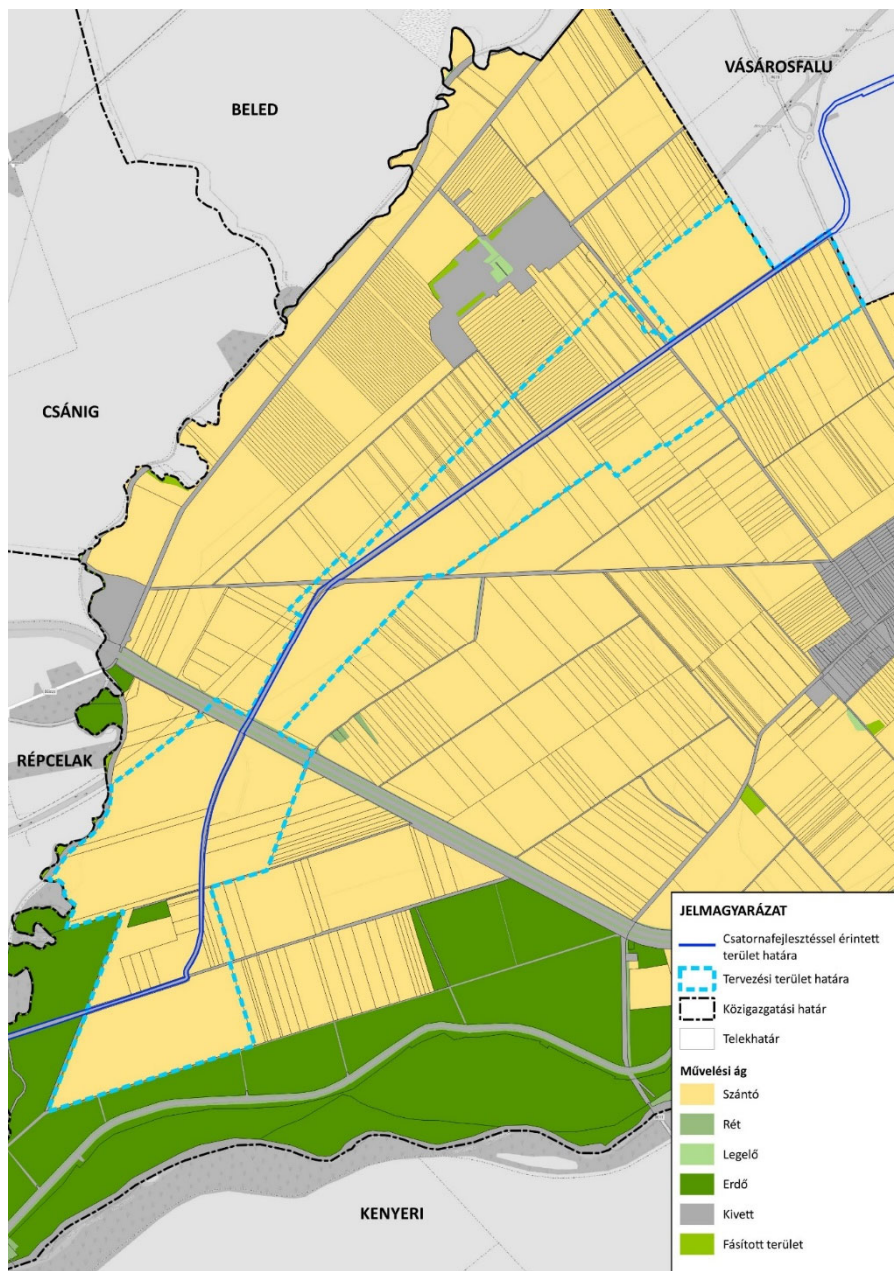 VÁSÁROSFALU
BELED
CSÁNIG
RÉPCELAK
KENYERI
JELMAGYARÁZAT
Csatornafejlesztéssel érintett
terület határa
Tervezési terület határa
Közigazgatási határ
Telekhatár
Művelési ág
Szántó
Rét
Legelő
Erdő
Kivett
Fásított terület